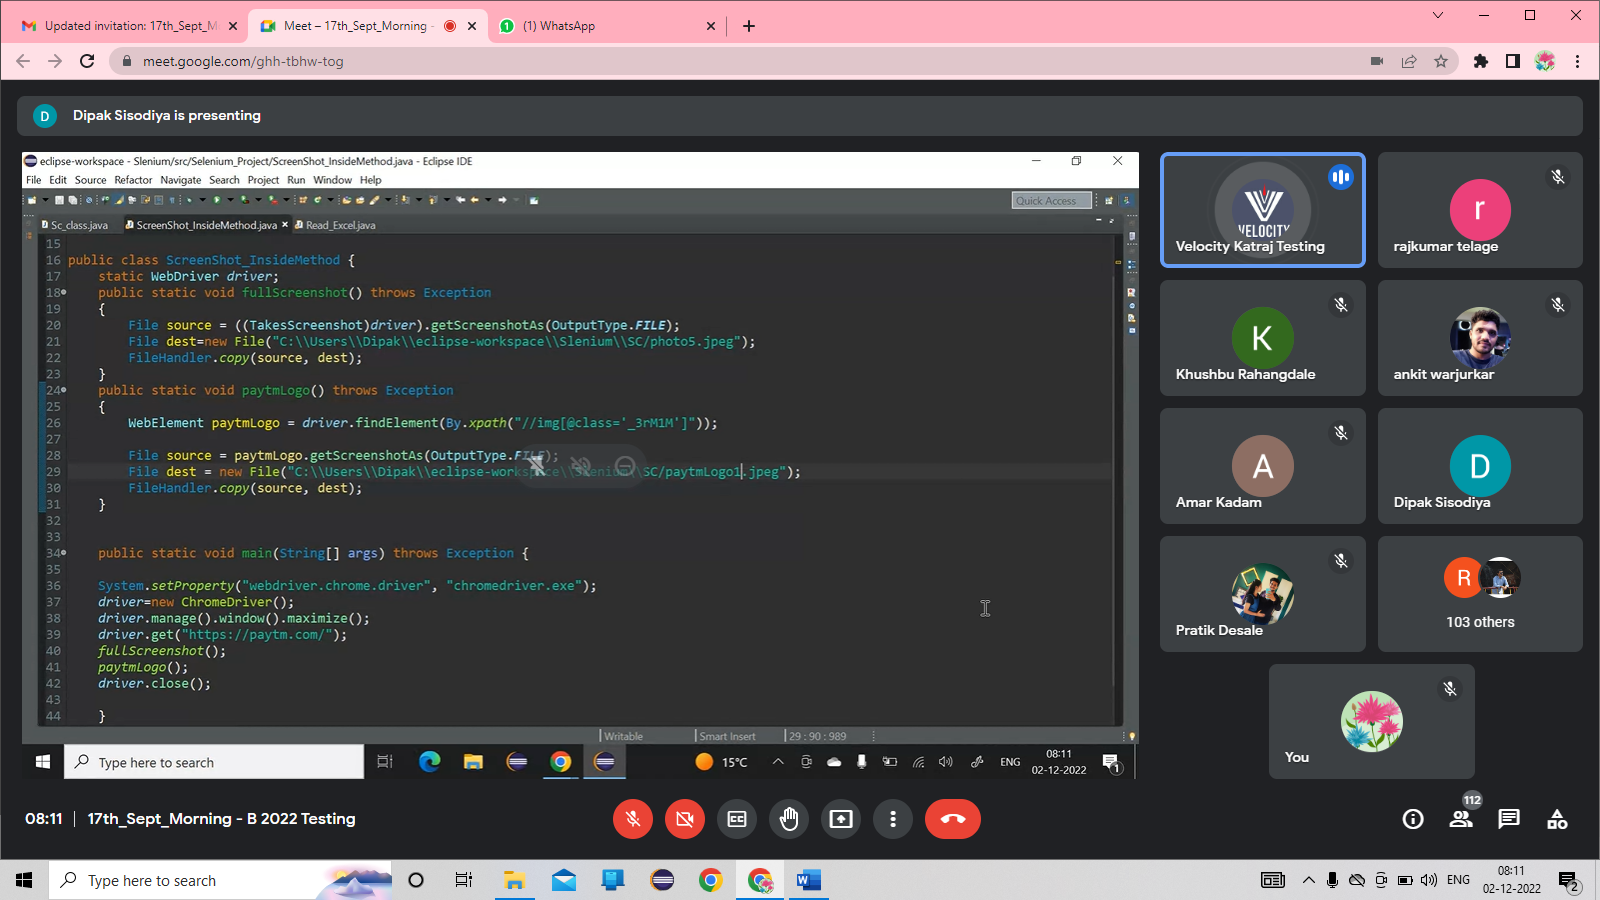 Updated invitation: 17th_Sept_M
Meet – 17th_Sept_Morning -
(1) WhatsApp
meet.google.com/ghh-tbhw-tog
D
Dipak Sisodiya is presenting
eclipse-workspace - Slenium/src/Selenium_Project/ScreenShot_InsideMethod.java - Eclipse IDE
File Edit Source Refactor Navigate Search Project Run Window Help
Quick Access
Sc_class.java
ScreenShot_InsideMethod.java
Read_Excel.java
15
16 public class ScreenShot_InsideMethod {
17 static WebDriver driver;
18 public static void fullScreenshot() throws Exception
19 {
20 File source = ((TakesScreenshot)driver).getScreenshotAs(OutputType.FILE);
21 File dest=new File("C:\\Users\\Dipak\\eclipse-workspace\\Slenium\\SC/photo5.jpeg");
22 FileHandler.copy(source, dest);
23 }
24 public static void paytmLogo() throws Exception
25 {
26 WebElement paytmLogo = driver.findElement(By.xpath("//img[@class='_3rM1M']"));
27
28 File source = paytmLogo.getScreenshotAs(OutputType.FILE);
29 File dest = new File("C:\\Users\\Dipak\\eclipse-workspace\\Slenium\\SC/paytmLogo1.jpeg");
30 FileHandler.copy(source, dest);
31 }
32
33
34 public static void main(String[] args) throws Exception {
35
36 System.setProperty("webdriver.chrome.driver", "chromedriver.exe");
37 driver=new ChromeDriver();
38 driver.manage().window().maximize();
39 driver.get("https://paytm.com/");
40 fullScreenshot();
41 paytmLogo();
42 driver.close();
43
44 }
Writable
Smart Insert
29 : 90 : 989
Type here to search
15°C
ENG
08:11
02-12-2022
1
VELOCITY
Velocity Katraj Testing
r
rajkumar telage
K
Khushbu Rahangdale
ankit warjurkar
A
Amar Kadam
D
Dipak Sisodiya
Pratik Desale
R
103 others
You
08:11
17th_Sept_Morning - B 2022 Testing
112
Type here to search
ENG
08:11
02-12-2022
2